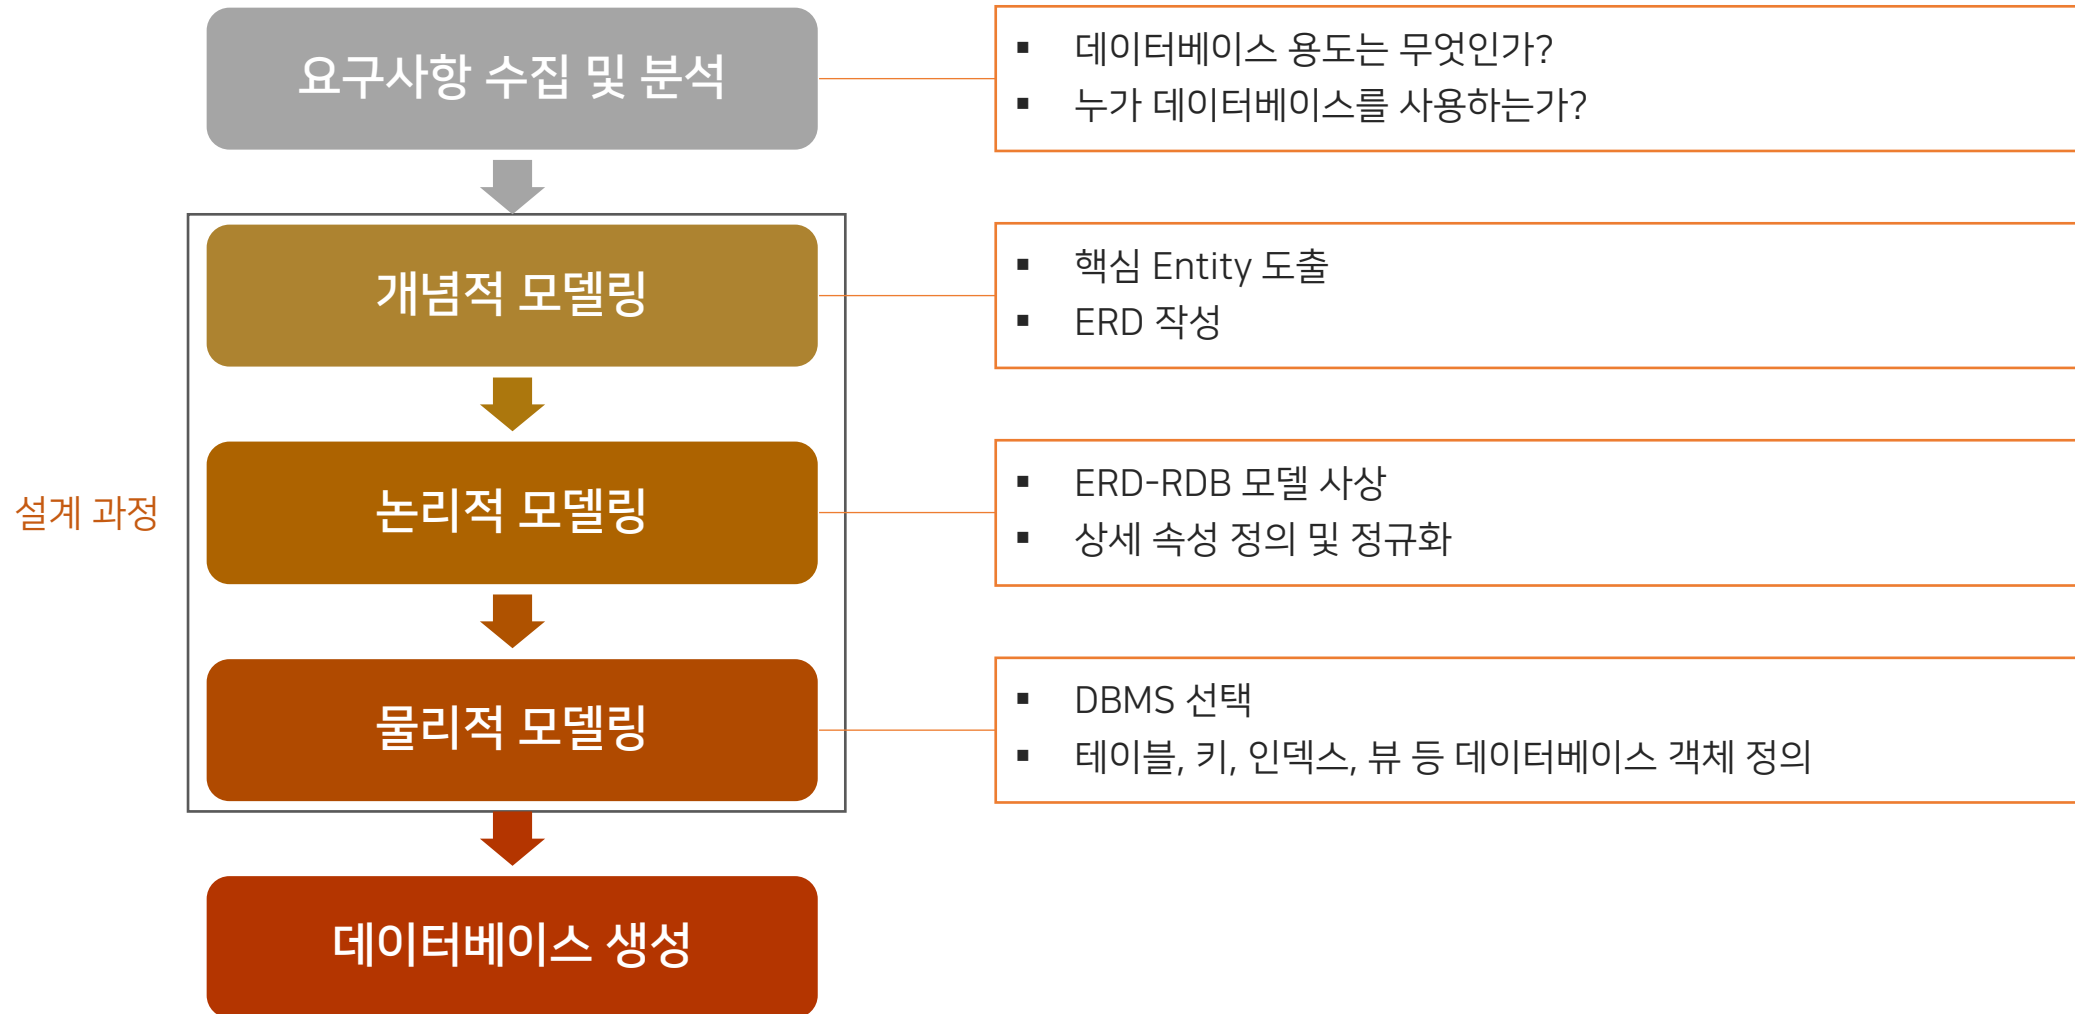 요구사항 수집 및 분석
▪ 데이터베이스 용도는 무엇인가?
▪ 누가 데이터베이스를 사용하는가?
개념적 모델링
▪ 핵심 Entity 도출
▪ ERD 작성
설계 과정
논리적 모델링
▪ ERD-RDB 모델 사상
▪ 상세 속성 정의 및 정규화
물리적 모델링
▪ DBMS 선택
▪ 테이블, 키, 인덱스, 뷰 등 데이터베이스 객체 정의
데이터베이스 생성